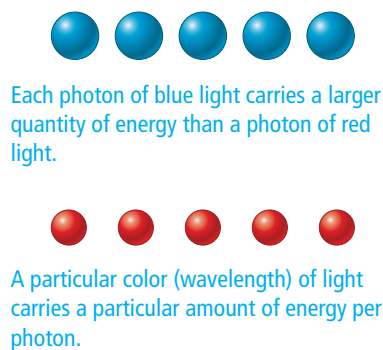 Each photon of blue light carries a larger
quantity of energy than a photon of red
light.
A particular color (wavelength) of light
carries a particular amount of energy per
photon.